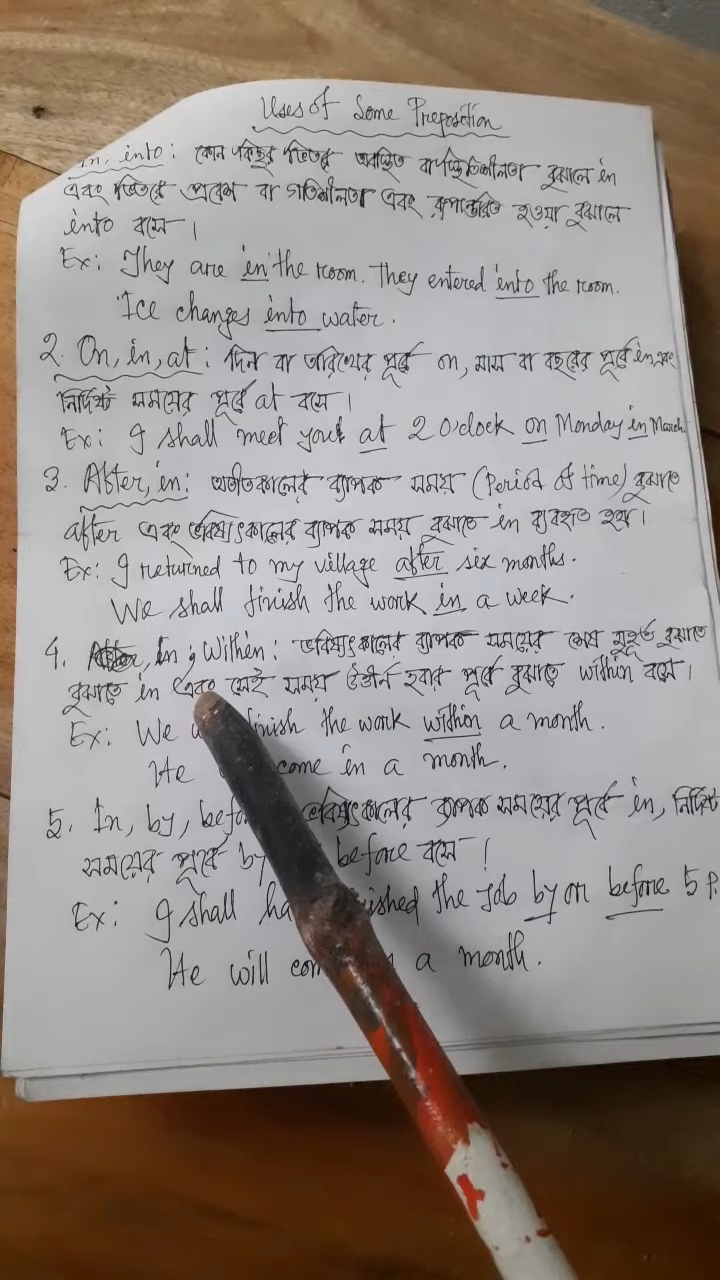 Uses of Some Preposition
in, into: কোন কিছুর ভিতরে অবস্থিত বা স্থিতিশীলতা বুঝালে in
এবং ভিতরে প্রবেশ বা গতিশীলতা এবং রূপান্তরিত হওয়া বুঝালে
into বসে।
Ex: They are in the room. They entered into the room.
Ice changes into water.
2. On, in, at: দিন বা তারিখের পূর্বে on, মাস বা বছরের পূর্বে in এবং
নির্দিষ্ট সময়ের পূর্বে at বসে।
Ex: I shall meet you at 2 O'clock on Monday in March
3. After, in: অতীতকালের ব্যাপক সময় (Period of time) বুঝাতে
after এবং ভবিষ্যৎকালের ব্যাপক সময় বুঝাতে in ব্যবহৃত হয়।
Ex: I returned to my village after six months.
We shall finish the work in a week.
4. In, Within: ভবিষ্যৎকালের ব্যাপক সময়ের শেষ মুহূর্ত বুঝাতে
বুঝাতে in এবং সেই সময় উত্তীর্ন হবার পূর্বে বুঝাতে within বসে।
Ex: We finish the work within a month.
He come in a month.
5. In, by, before ভবিষ্যৎকালের ব্যাপক সময়ের পূর্বে in, নির্দিষ্ট
সময়ের পূর্বে by before বসে।
Ex: I shall finished the job by or before 5 P.
He will a month.